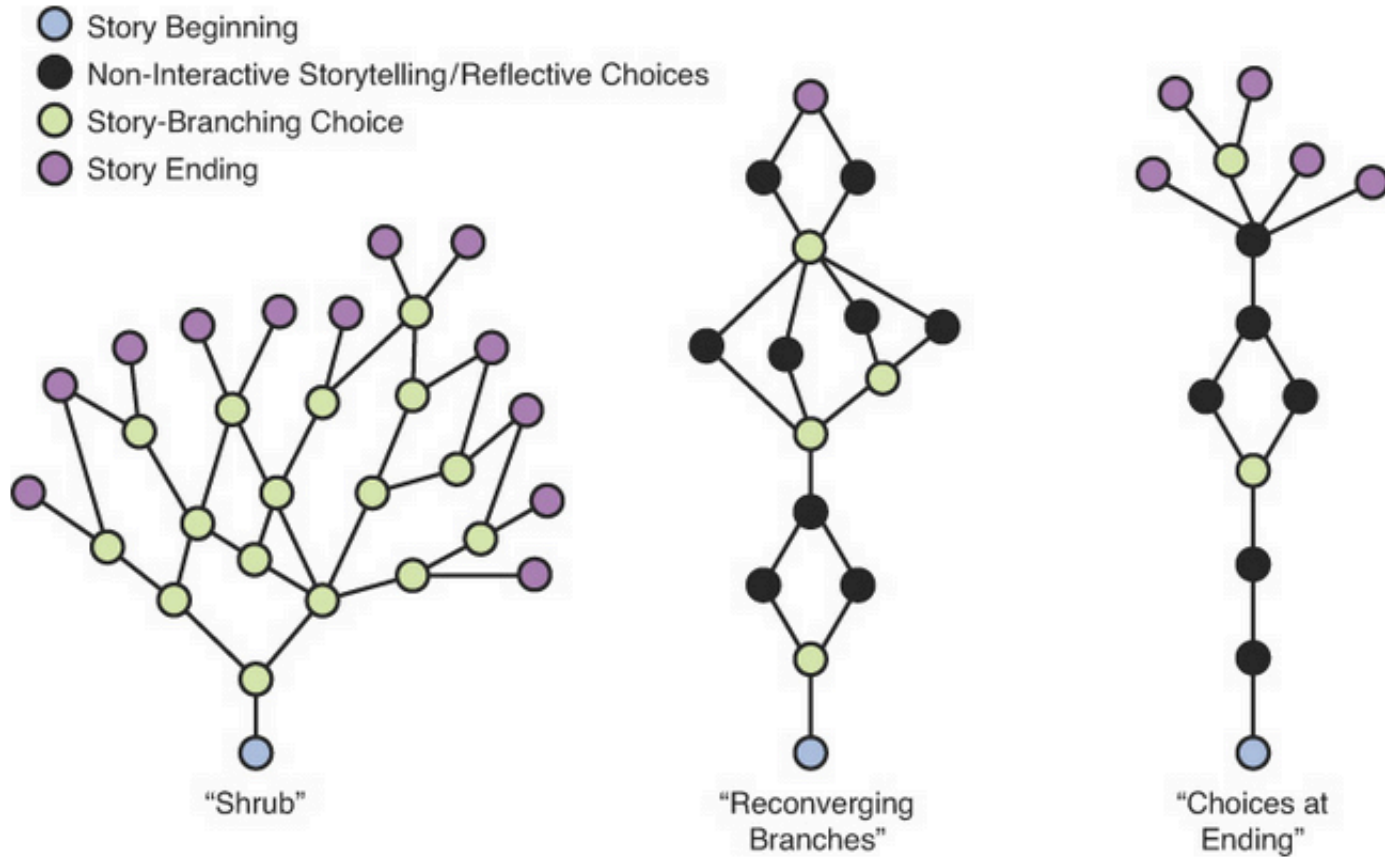 Story Beginning
Non-Interactive Storytelling/Reflective Choices
Story-Branching Choice
Story Ending
“Shrub”
“Reconverging
Branches”
“Choices at
Ending”